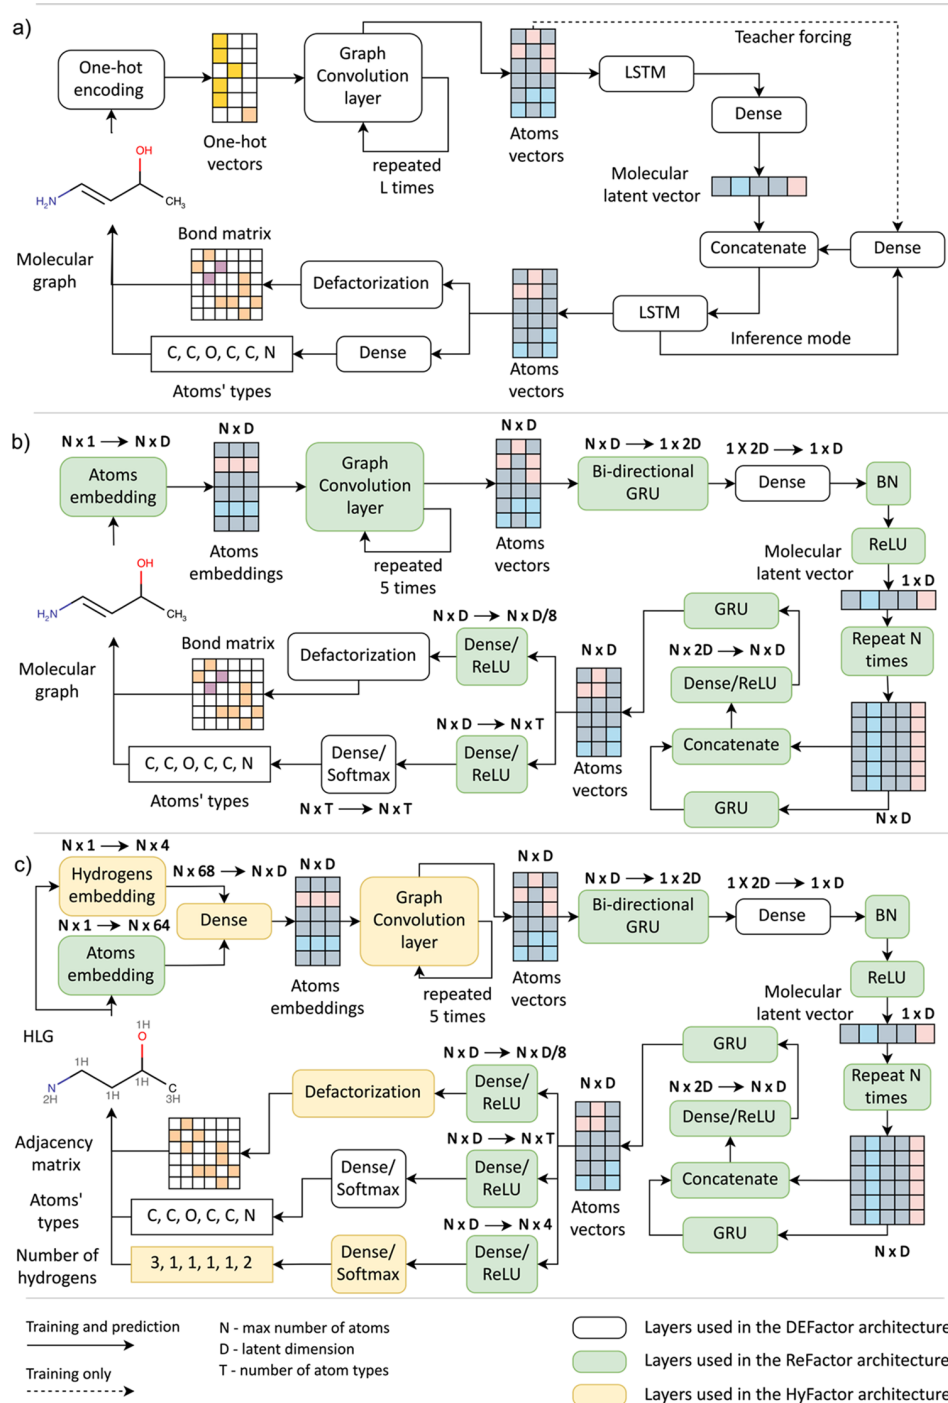 a)
One-hot
encoding
One-hot
vectors
Graph
Convolution
layer
repeated
L times
Atoms
vectors
Teacher forcing
LSTM
Dense
Molecular
latent vector
Concatenate
Dense
LSTM
Inference mode
Atoms
vectors
OH
H₂N
CH₃
Molecular
graph
Bond matrix
Defactorization
C, C, O, C, C, N
Dense
Atoms' types
b)
N x 1 → N x D
Atoms
embedding
N x D
Atoms
embeddings
Graph
Convolution
layer
repeated
5 times
N x D
Atoms
vectors
N x D → 1 x 2D
Bi-directional
GRU
1 X 2D → 1 x D
Dense
BN
ReLU
Molecular
latent vector
1 x D
Repeat N
times
N x D
GRU
N x 2D → N x D
Dense/ReLU
Concatenate
GRU
N x D
Atoms
vectors
OH
H₂N
CH₃
Molecular
graph
Bond matrix
Defactorization
N x D → N x D/8
Dense/
ReLU
N x D → N x T
Dense/
ReLU
Dense/
Softmax
N x T → N x T
C, C, O, C, C, N
Atoms' types
c)
N x 1 → N x 4
Hydrogens
embedding
N x 1 → N x 64
Atoms
embedding
N x 68 → N x D
Dense
N x D
Atoms
embeddings
Graph
Convolution
layer
repeated
5 times
N x D
Atoms
vectors
N x D → 1 x 2D
Bi-directional
GRU
1 X 2D → 1 x D
Dense
BN
ReLU
Molecular
latent vector
1 x D
Repeat N
times
N x D
GRU
N x 2D → N x D
Dense/ReLU
Concatenate
GRU
N x D
Atoms
vectors
HLG
1H
O
1H
N
2H
1H
1H
C
3H
Adjacency
matrix
Defactorization
N x D → N x D/8
Dense/
ReLU
N x D → N x T
Dense/
ReLU
Dense/
Softmax
Atoms'
types
C, C, O, C, C, N
N x D → N x 4
Dense/
ReLU
Dense/
Softmax
Number of
hydrogens
3, 1, 1, 1, 1, 2
Training and prediction
Training only
N - max number of atoms
D - latent dimension
T - number of atom types
Layers used in the DEFactor architecture
Layers used in the ReFactor architecture
Layers used in the HyFactor architecture